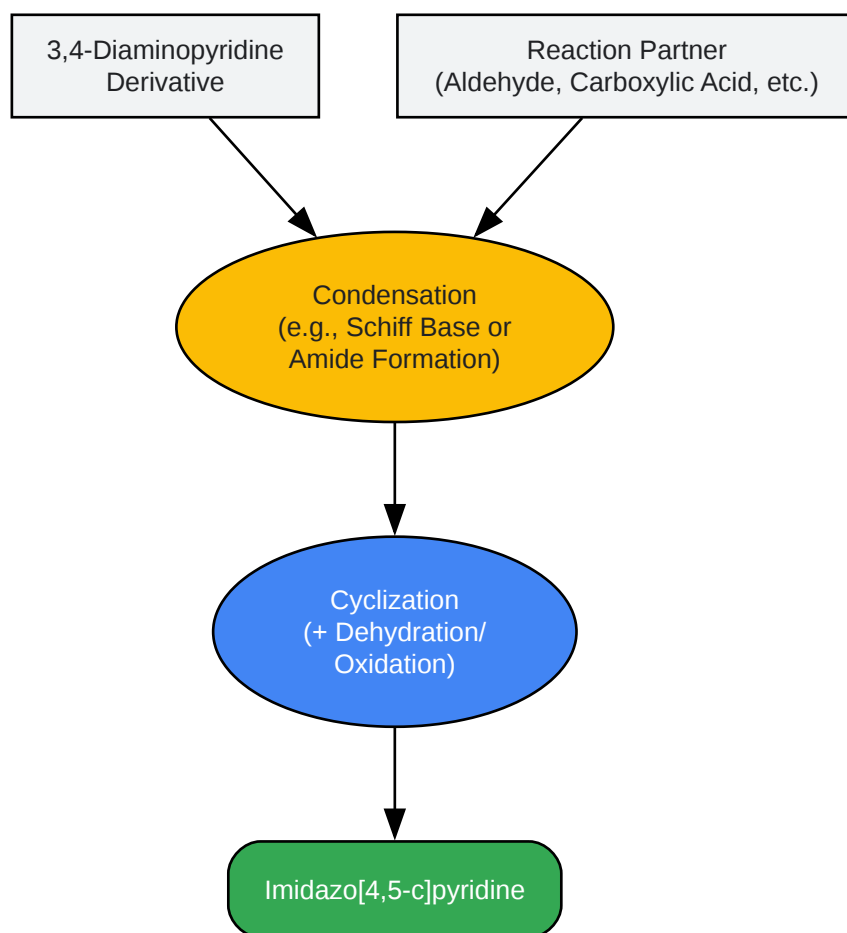 3,4-Diaminopyridine
Derivative
Reaction Partner
(Aldehyde, Carboxylic Acid, etc.)
Condensation
(e.g., Schiff Base or
Amide Formation)
Cyclization
(+ Dehydration/
Oxidation)
Imidazo[4,5-c]pyridine